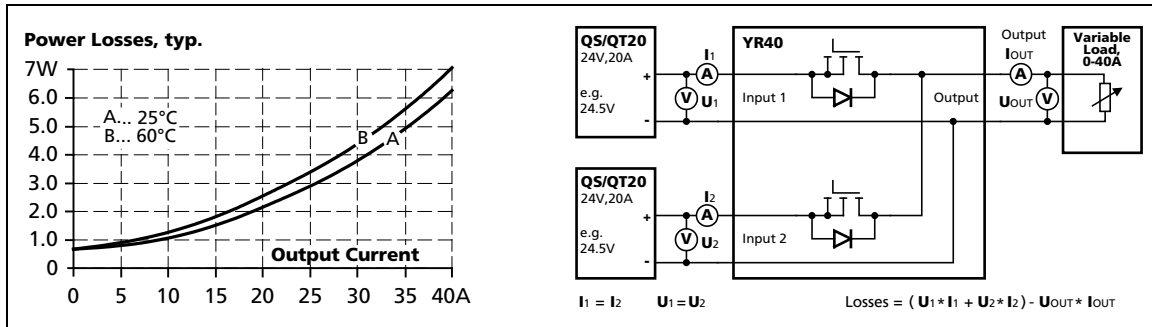 Power Losses, typ.
7W
6.0
5.0
4.0
3.0
2.0
1.0
0
A... 25°C
B... 60°C
B
A
Output Current
0 5 10 15 20 25 30 35 40A
QS/QT20
24V,20A
e.g.
24.5V
+
-
I1
A
V U1
YR40
Input 1
Output
Output
IOUT
A
UOUT V
Variable
Load,
0-40A
QS/QT20
24V,20A
e.g.
24.5V
+
-
I2
A
V U2
Input 2
I1 = I2 U1 = U2 Losses = ( U1* I1 + U2 * I2 ) - UOUT* IOUT